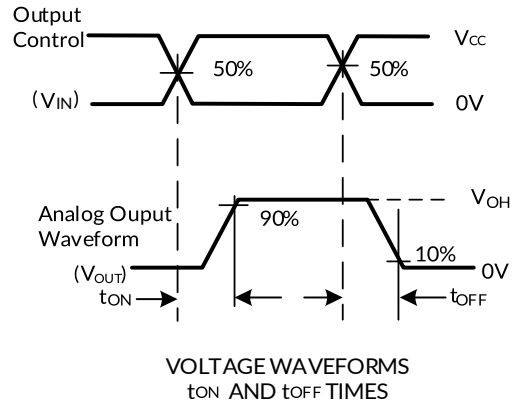 Output
Control
VCC
50%
50%
(VIN)
0V
VOH
Analog Ouput
Waveform
90%
10%
(VOUT)
0V
tON
tOFF
VOLTAGE WAVEFORMS
tON AND tOFF TIMES